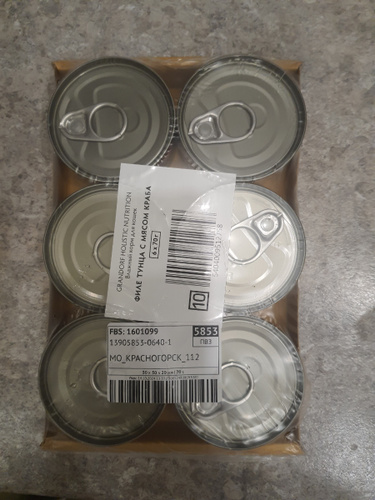 GRANDORF HOLISTIC NUTRITION
Влажный корм для кошек
ФИЛЕ ТУНЦА С МЯСОМ КРАБА
6 x 70 г
10
FBS: 1601099
5853
13905853-0640-1
ПВЗ
МО_КРАСНОГОРСК_112